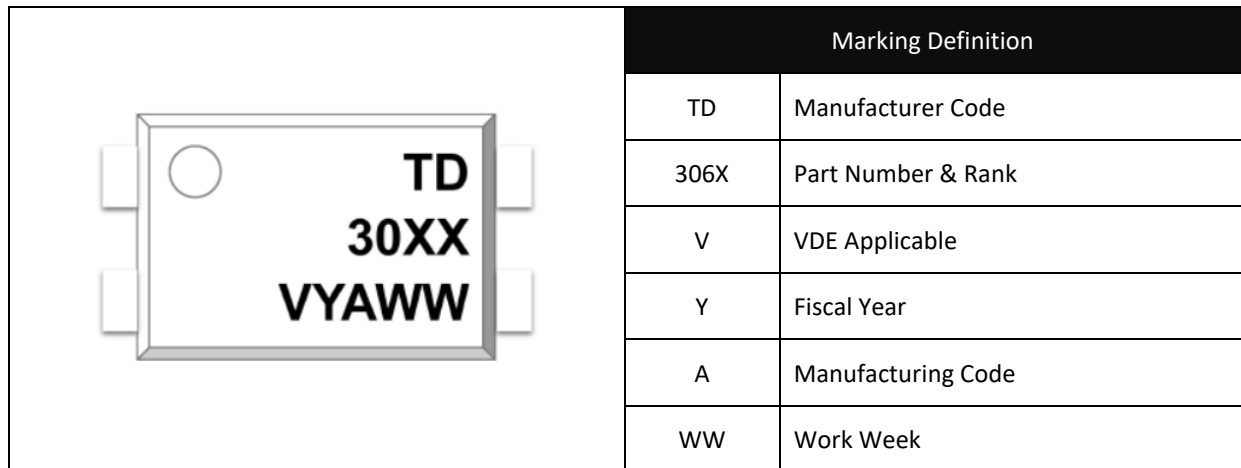 TD
30XX
VYAWW
Marking Definition
TD Manufacturer Code
306X Part Number & Rank
V VDE Applicable
Y Fiscal Year
A Manufacturing Code
WW Work Week